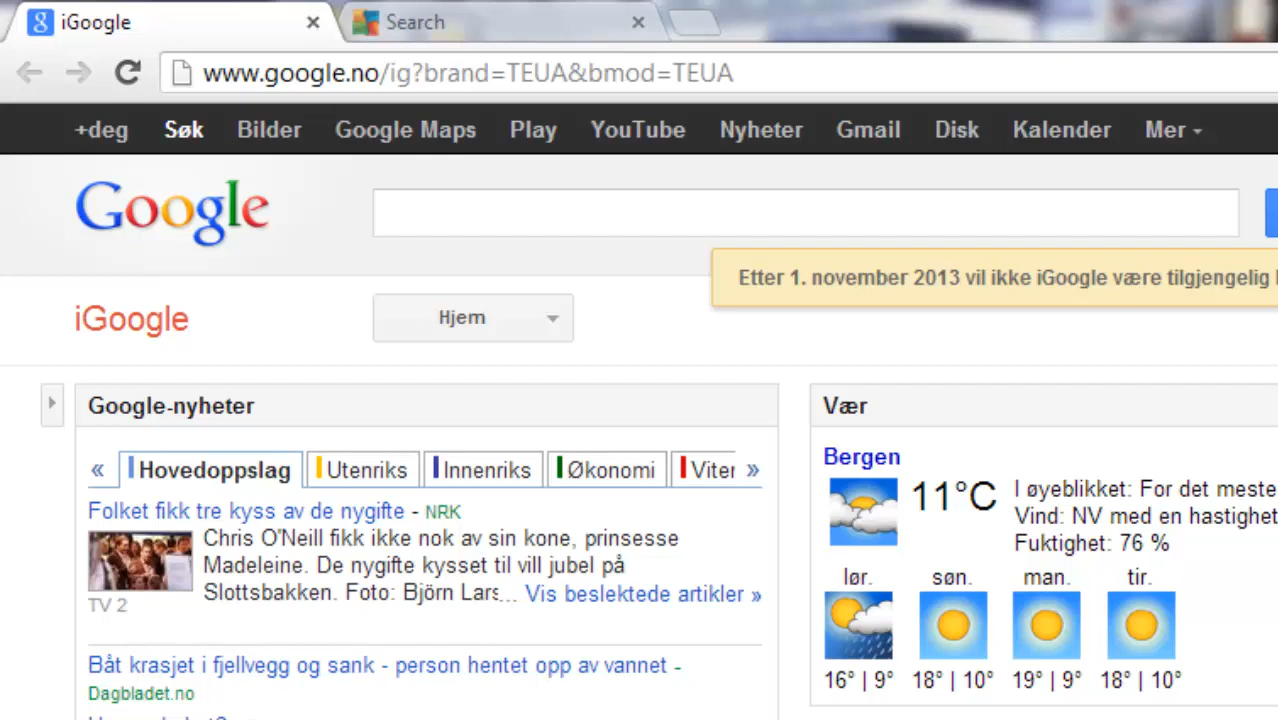 iGoogle
Search
www.google.no/ig?brand=TEUA&bmod=TEUA
+deg Søk Bilder Google Maps Play YouTube Nyheter Gmail Disk Kalender Mer
Google
Etter 1. november 2013 vil ikke iGoogle være tilgjengelig
iGoogle
Hjem
Google-nyheter
« Hovedoppslag Utenriks Innenriks Økonomi Viter »
Folket fikk tre kyss av de nygifte - NRK
Chris O'Neill fikk ikke nok av sin kone, prinsesse
Madeleine. De nygifte kysset til vill jubel på
Slottsbakken. Foto: Björn Lars... Vis beslektede artikler »
TV 2
Båt krasjet i fjellvegg og sank - person hentet opp av vannet -
Dagbladet.no
Vær
Bergen
11°C
I øyeblikket: For det meste
Vind: NV med en hastighet
Fuktighet: 76 %
lør. søn. man. tir.
16° | 9° 18° | 10° 19° | 9° 18° | 10°